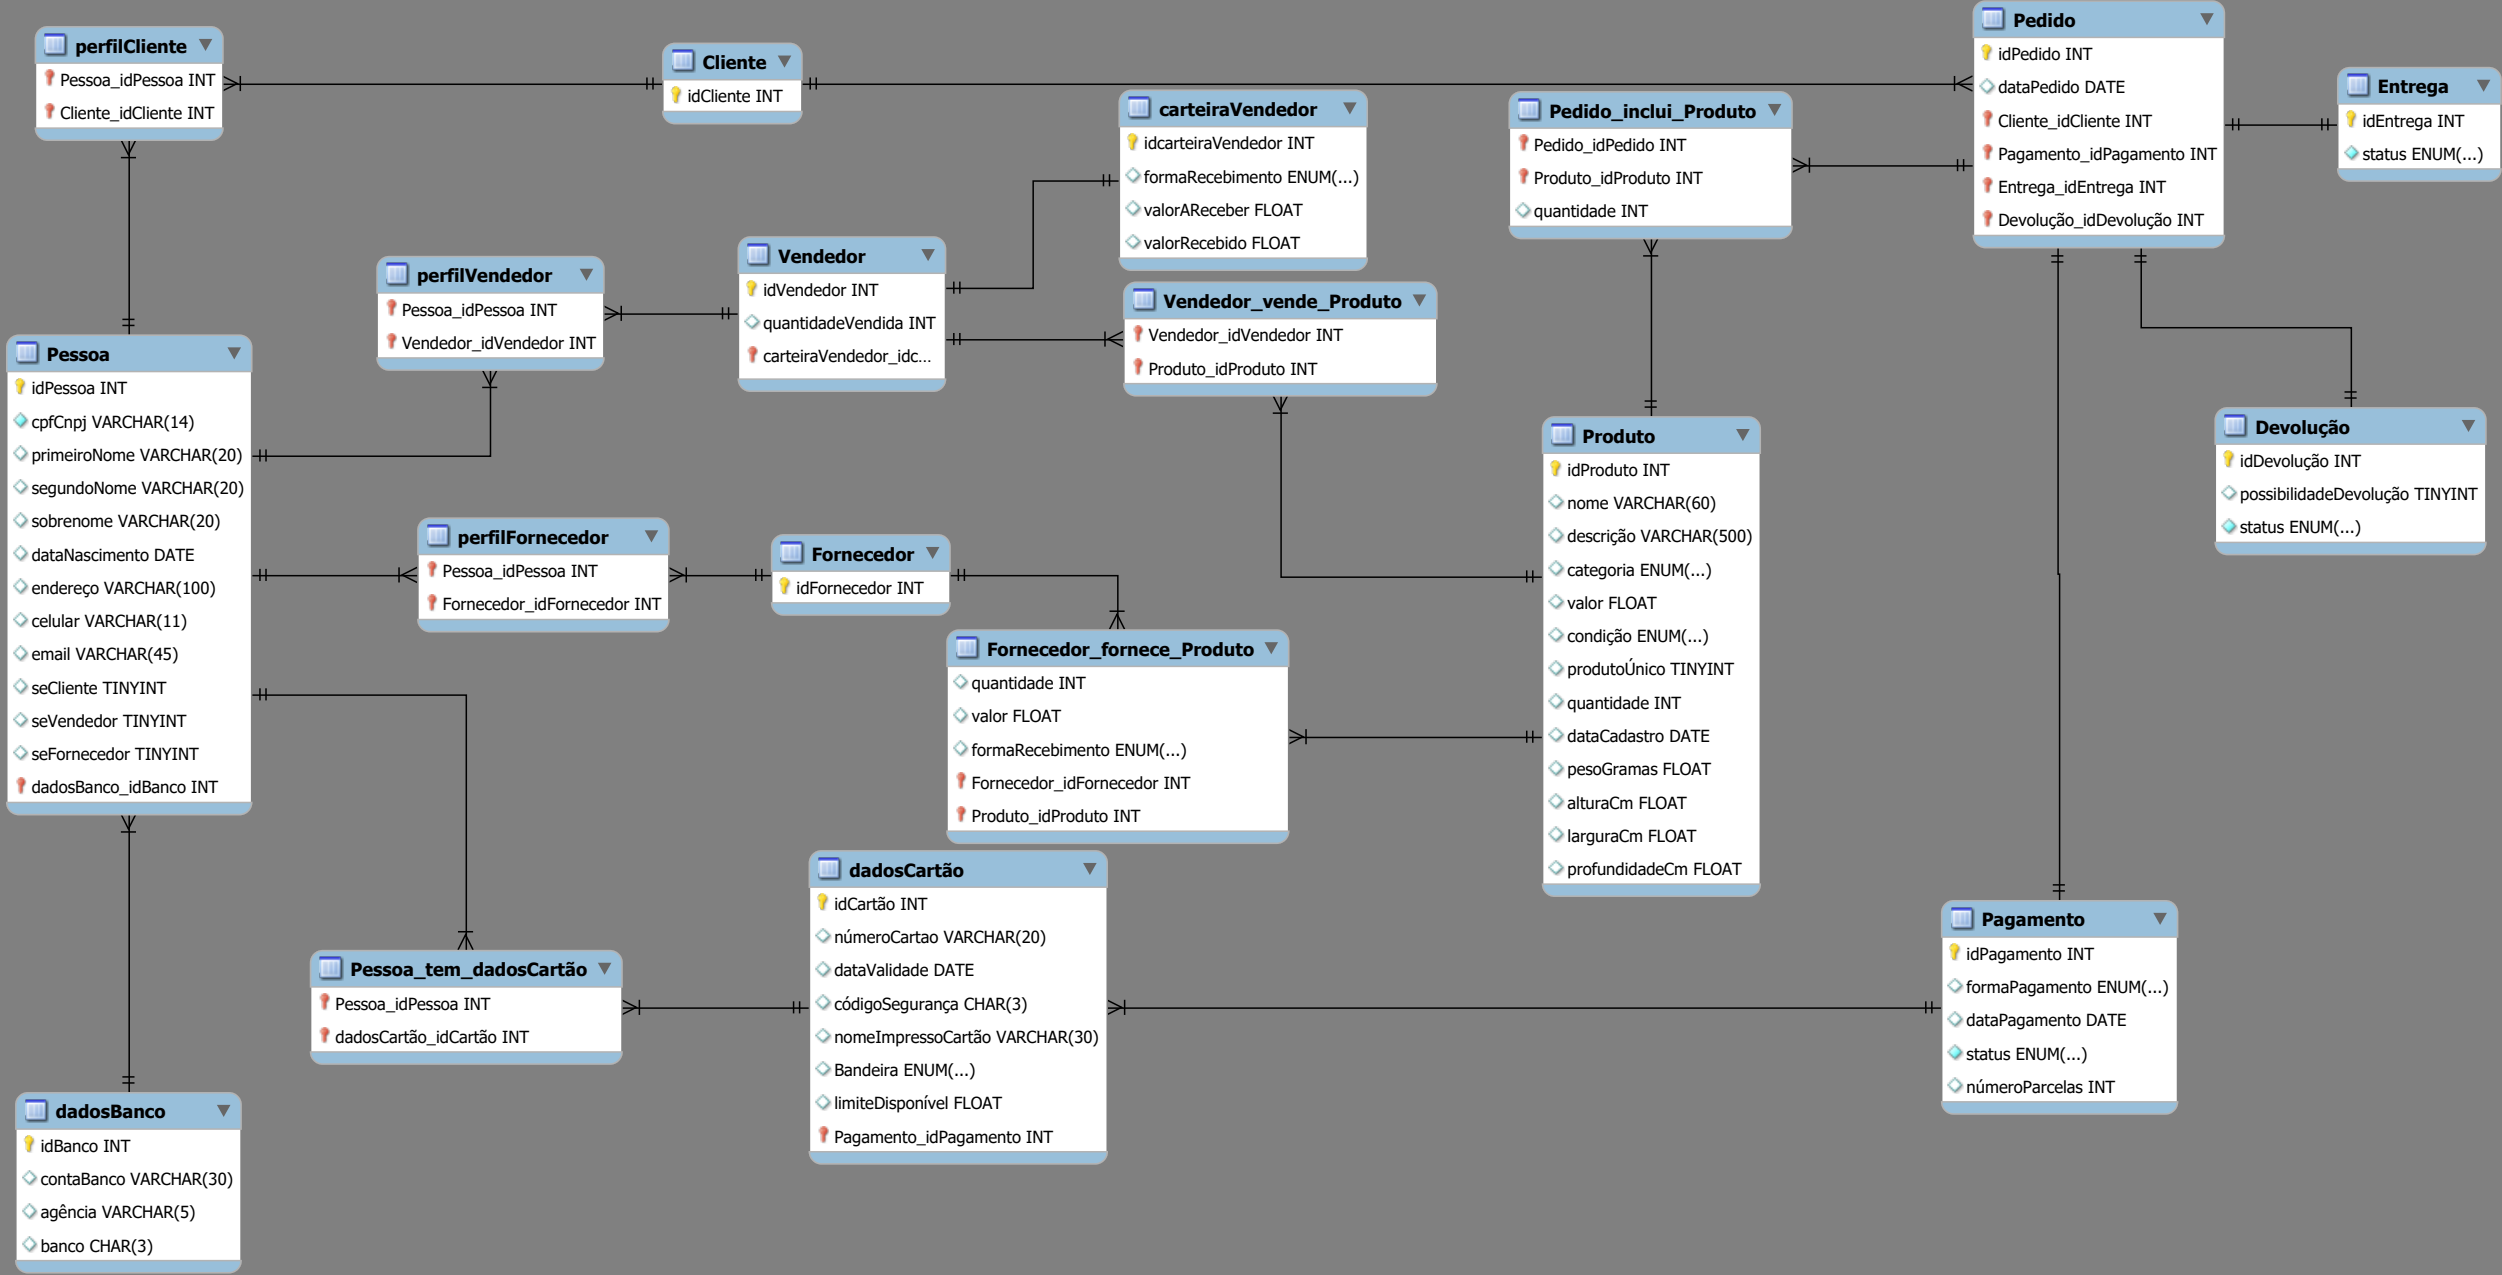 perfilCliente
Pessoa_idPessoa INT
Cliente_idCliente INT
Cliente
idCliente INT
Pedido
idPedido INT
dataPedido DATE
Cliente_idCliente INT
Pagamento_idPagamento INT
Entrega_idEntrega INT
Devolução_idDevolução INT
Entrega
idEntrega INT
status ENUM(...)
carteiraVendedor
idcarteiraVendedor INT
formaRecebimento ENUM(...)
valorAReceber FLOAT
valorRecebido FLOAT
Pedido_inclui_Produto
Pedido_idPedido INT
Produto_idProduto INT
quantidade INT
perfilVendedor
Pessoa_idPessoa INT
Vendedor_idVendedor INT
Vendedor
idVendedor INT
quantidadeVendida INT
carteiraVendedor_idc...
Vendedor_vende_Produto
Vendedor_idVendedor INT
Produto_idProduto INT
Pessoa
idPessoa INT
cpfCnpj VARCHAR(14)
primeiroNome VARCHAR(20)
segundoNome VARCHAR(20)
sobrenome VARCHAR(20)
dataNascimento DATE
endereço VARCHAR(100)
celular VARCHAR(11)
email VARCHAR(45)
seCliente TINYINT
seVendedor TINYINT
seFornecedor TINYINT
dadosBanco_idBanco INT
Produto
idProduto INT
nome VARCHAR(60)
descrição VARCHAR(500)
categoria ENUM(...)
valor FLOAT
condição ENUM(...)
produtoÚnico TINYINT
quantidade INT
dataCadastro DATE
pesoGramas FLOAT
alturaCm FLOAT
larguraCm FLOAT
profundidadeCm FLOAT
Devolução
idDevolução INT
possibilidadeDevolução TINYINT
status ENUM(...)
perfilFornecedor
Pessoa_idPessoa INT
Fornecedor_idFornecedor INT
Fornecedor
idFornecedor INT
Fornecedor_fornece_Produto
quantidade INT
valor FLOAT
formaRecebimento ENUM(...)
Fornecedor_idFornecedor INT
Produto_idProduto INT
dadosCartão
idCartão INT
númeroCartao VARCHAR(20)
dataValidade DATE
códigoSegurança CHAR(3)
nomeImpressoCartão VARCHAR(30)
Bandeira ENUM(...)
limiteDisponível FLOAT
Pagamento_idPagamento INT
Pagamento
idPagamento INT
formaPagamento ENUM(...)
dataPagamento DATE
status ENUM(...)
númeroParcelas INT
Pessoa_tem_dadosCartão
Pessoa_idPessoa INT
dadosCartão_idCartão INT
dadosBanco
idBanco INT
contaBanco VARCHAR(30)
agência VARCHAR(5)
banco CHAR(3)